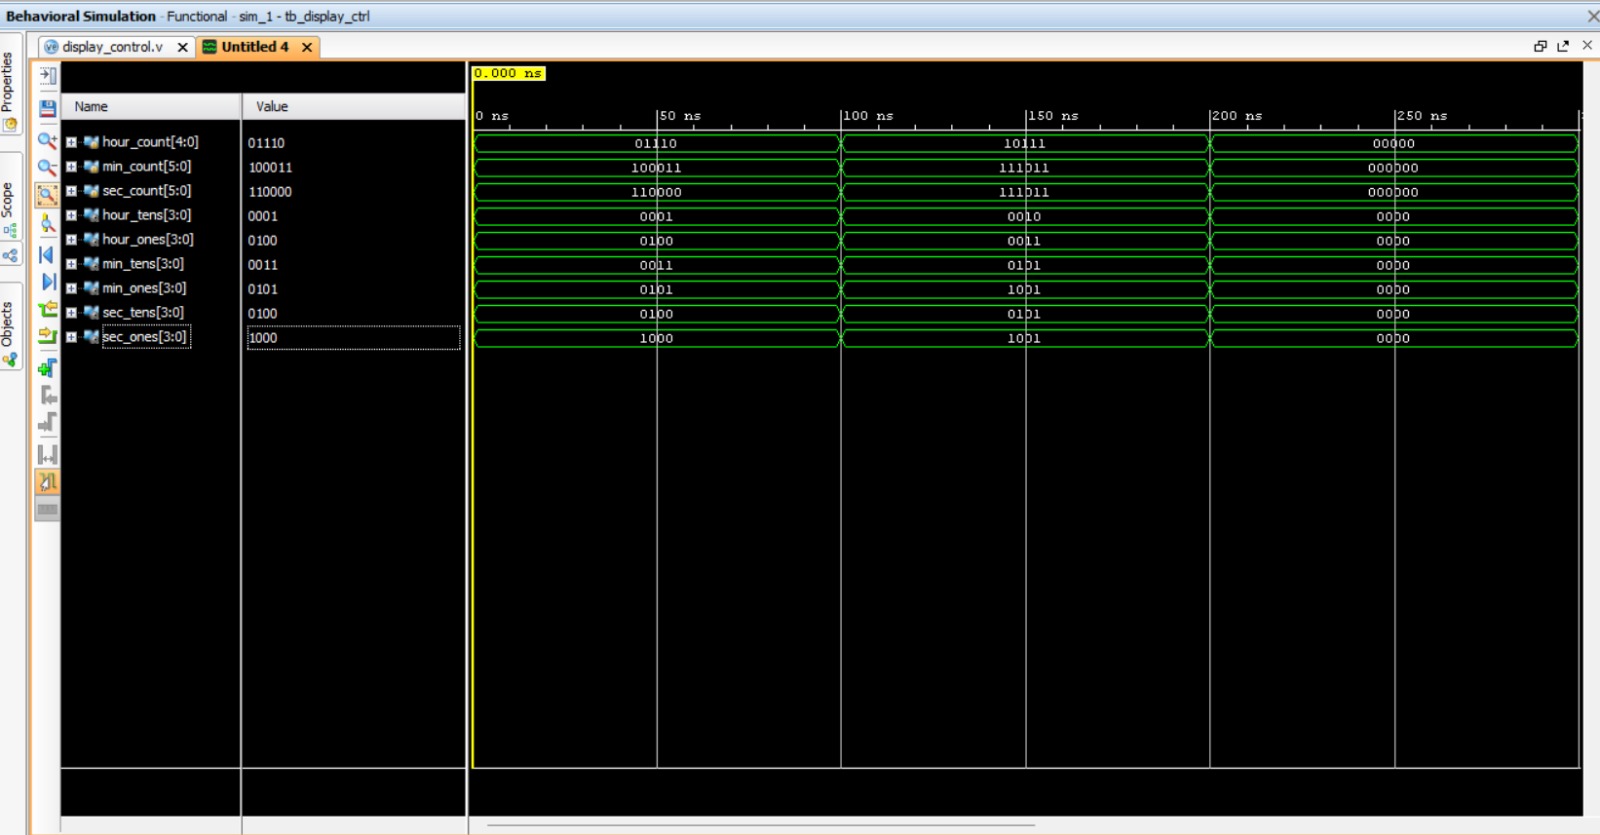 Behavioral Simulation - Functional - sim_1 - tb_display_ctrl
display_control.v
Untitled 4
Properties
Scope
Objects
0.000 ns
Name Value
0 ns 50 ns 100 ns 150 ns 200 ns 250 ns
hour_count[4:0] 01110 01110 10111 00000
min_count[5:0] 100011 100011 111011 000000
sec_count[5:0] 110000 110000 111011 000000
hour_tens[3:0] 0001 0001 0010 0000
hour_ones[3:0] 0100 0100 0011 0000
min_tens[3:0] 0011 0011 0101 0000
min_ones[3:0] 0101 0101 1001 0000
sec_tens[3:0] 0100 0100 0101 0000
sec_ones[3:0] 1000 1000 1001 0000